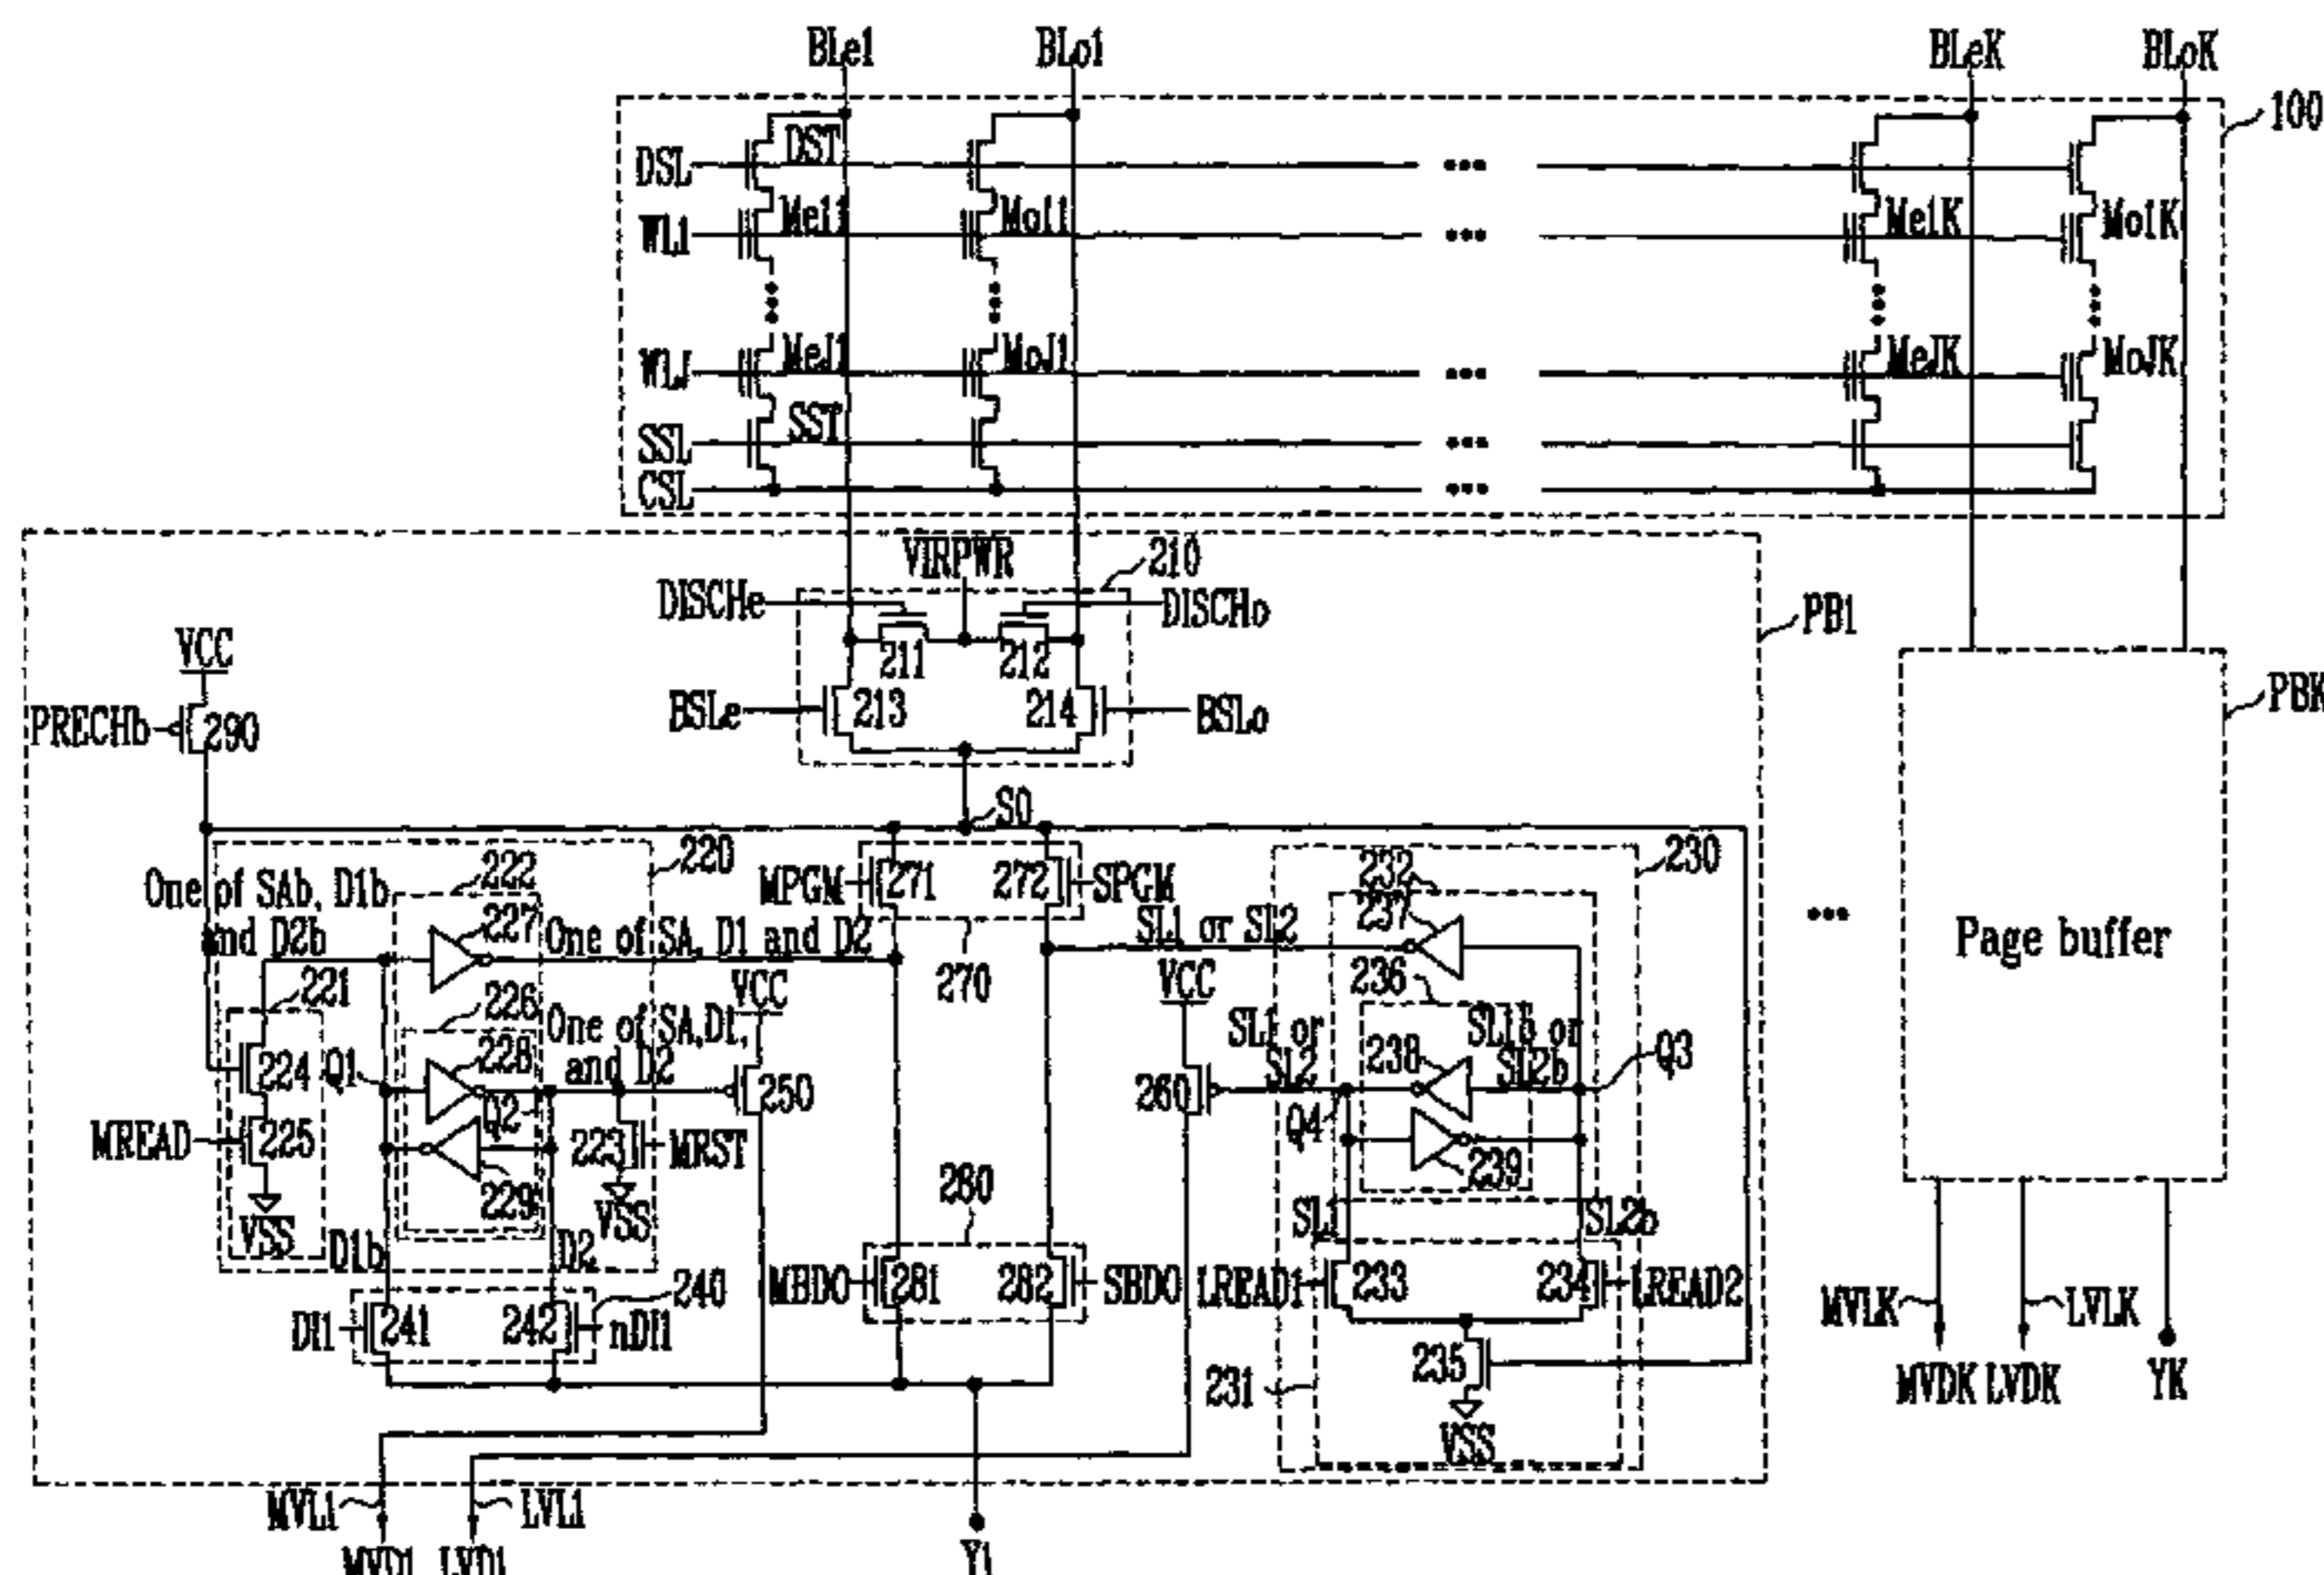 BLe1 BLo1 BLeK BLoK
100
DSL DST
WL1 Me11 Mo11 Me1K Mo1K
WLJ MeJ1 MoJ1 MeJK MoJK
SSL SST
CSL
VIRPWR 210
DISCHe DISCHo PB1
211 212
VCC
BSLe 213 214 BSLo PBK
PRECHb 290
SO
222 220 MPGM 271 272 SPGM 232 230
One of SAb, D1b
and D2b
227 One of SA, D1 and D2 SL1 or SL2 237
Page buffer
221 226 VCC 270 VCC 236
One of SA,D1,
and D2
SL1 or
SL2
SL1b or
SL2b
Q1 224 228 250 260 238 Q3
Q2 Q4
MREAD 225 229 223 MRST 239
VSS VSS 280 SL1 SL2b
D1b D2
240 MBDO 281 282 SBDO LREAD1 233 234 LREAD2
DI1 241 242 nDI1 235
231
VSS
MVLK LVLK
MVDK LVDK YK
MVL1 LVL1
MVD1 LVD1 Y1